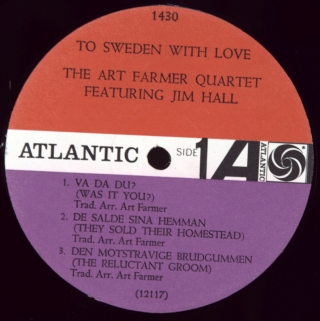 1430
TO SWEDEN WITH LOVE
THE ART FARMER QUARTET
FEATURING JIM HALL
ATLANTIC SIDE 1 A ATLANTIC
1. VA DA DU?
(WAS IT YOU?)
Trad. Arr. Art Farmer
2. DE SALDE SINA HEMMAN
(THEY SOLD THEIR HOMESTEAD)
Trad. Arr. Art Farmer
3. DEN MOTSTRAVIGE BRUDGUMMEN
(THE RELUCTANT GROOM)
Trad. Arr. Art Farmer
(12117)